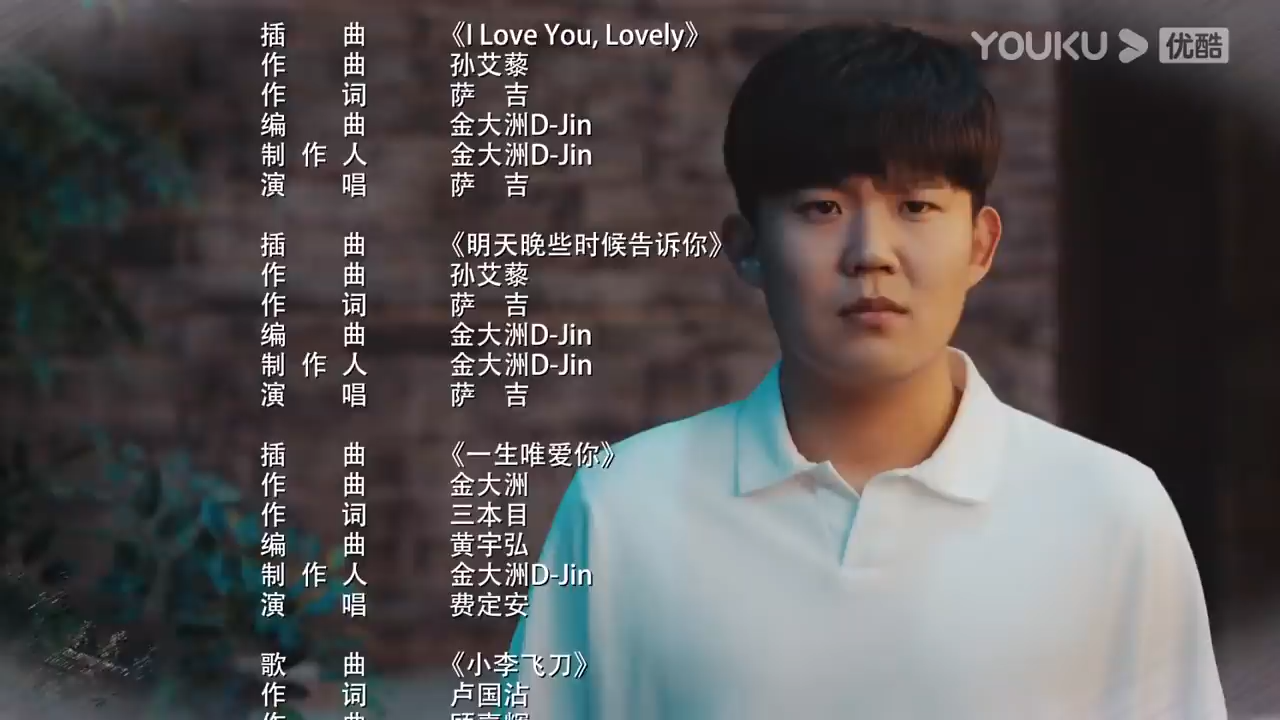 YOUKU 优酷
插曲 《I Love You, Lovely》
作曲 孙艾藜
作词 萨吉
编曲 金大洲D-Jin
制作人 金大洲D-Jin
演唱 萨吉
插曲 《明天晚些时候告诉你》
作曲 孙艾藜
作词 萨吉
编曲 金大洲D-Jin
制作人 金大洲D-Jin
演唱 萨吉
插曲 《一生唯爱你》
作曲 金大洲
作词 三本目
编曲 黄宇弘
制作人 金大洲D-Jin
演唱 费定安
歌曲 《小李飞刀》
作词 卢国沾
作曲